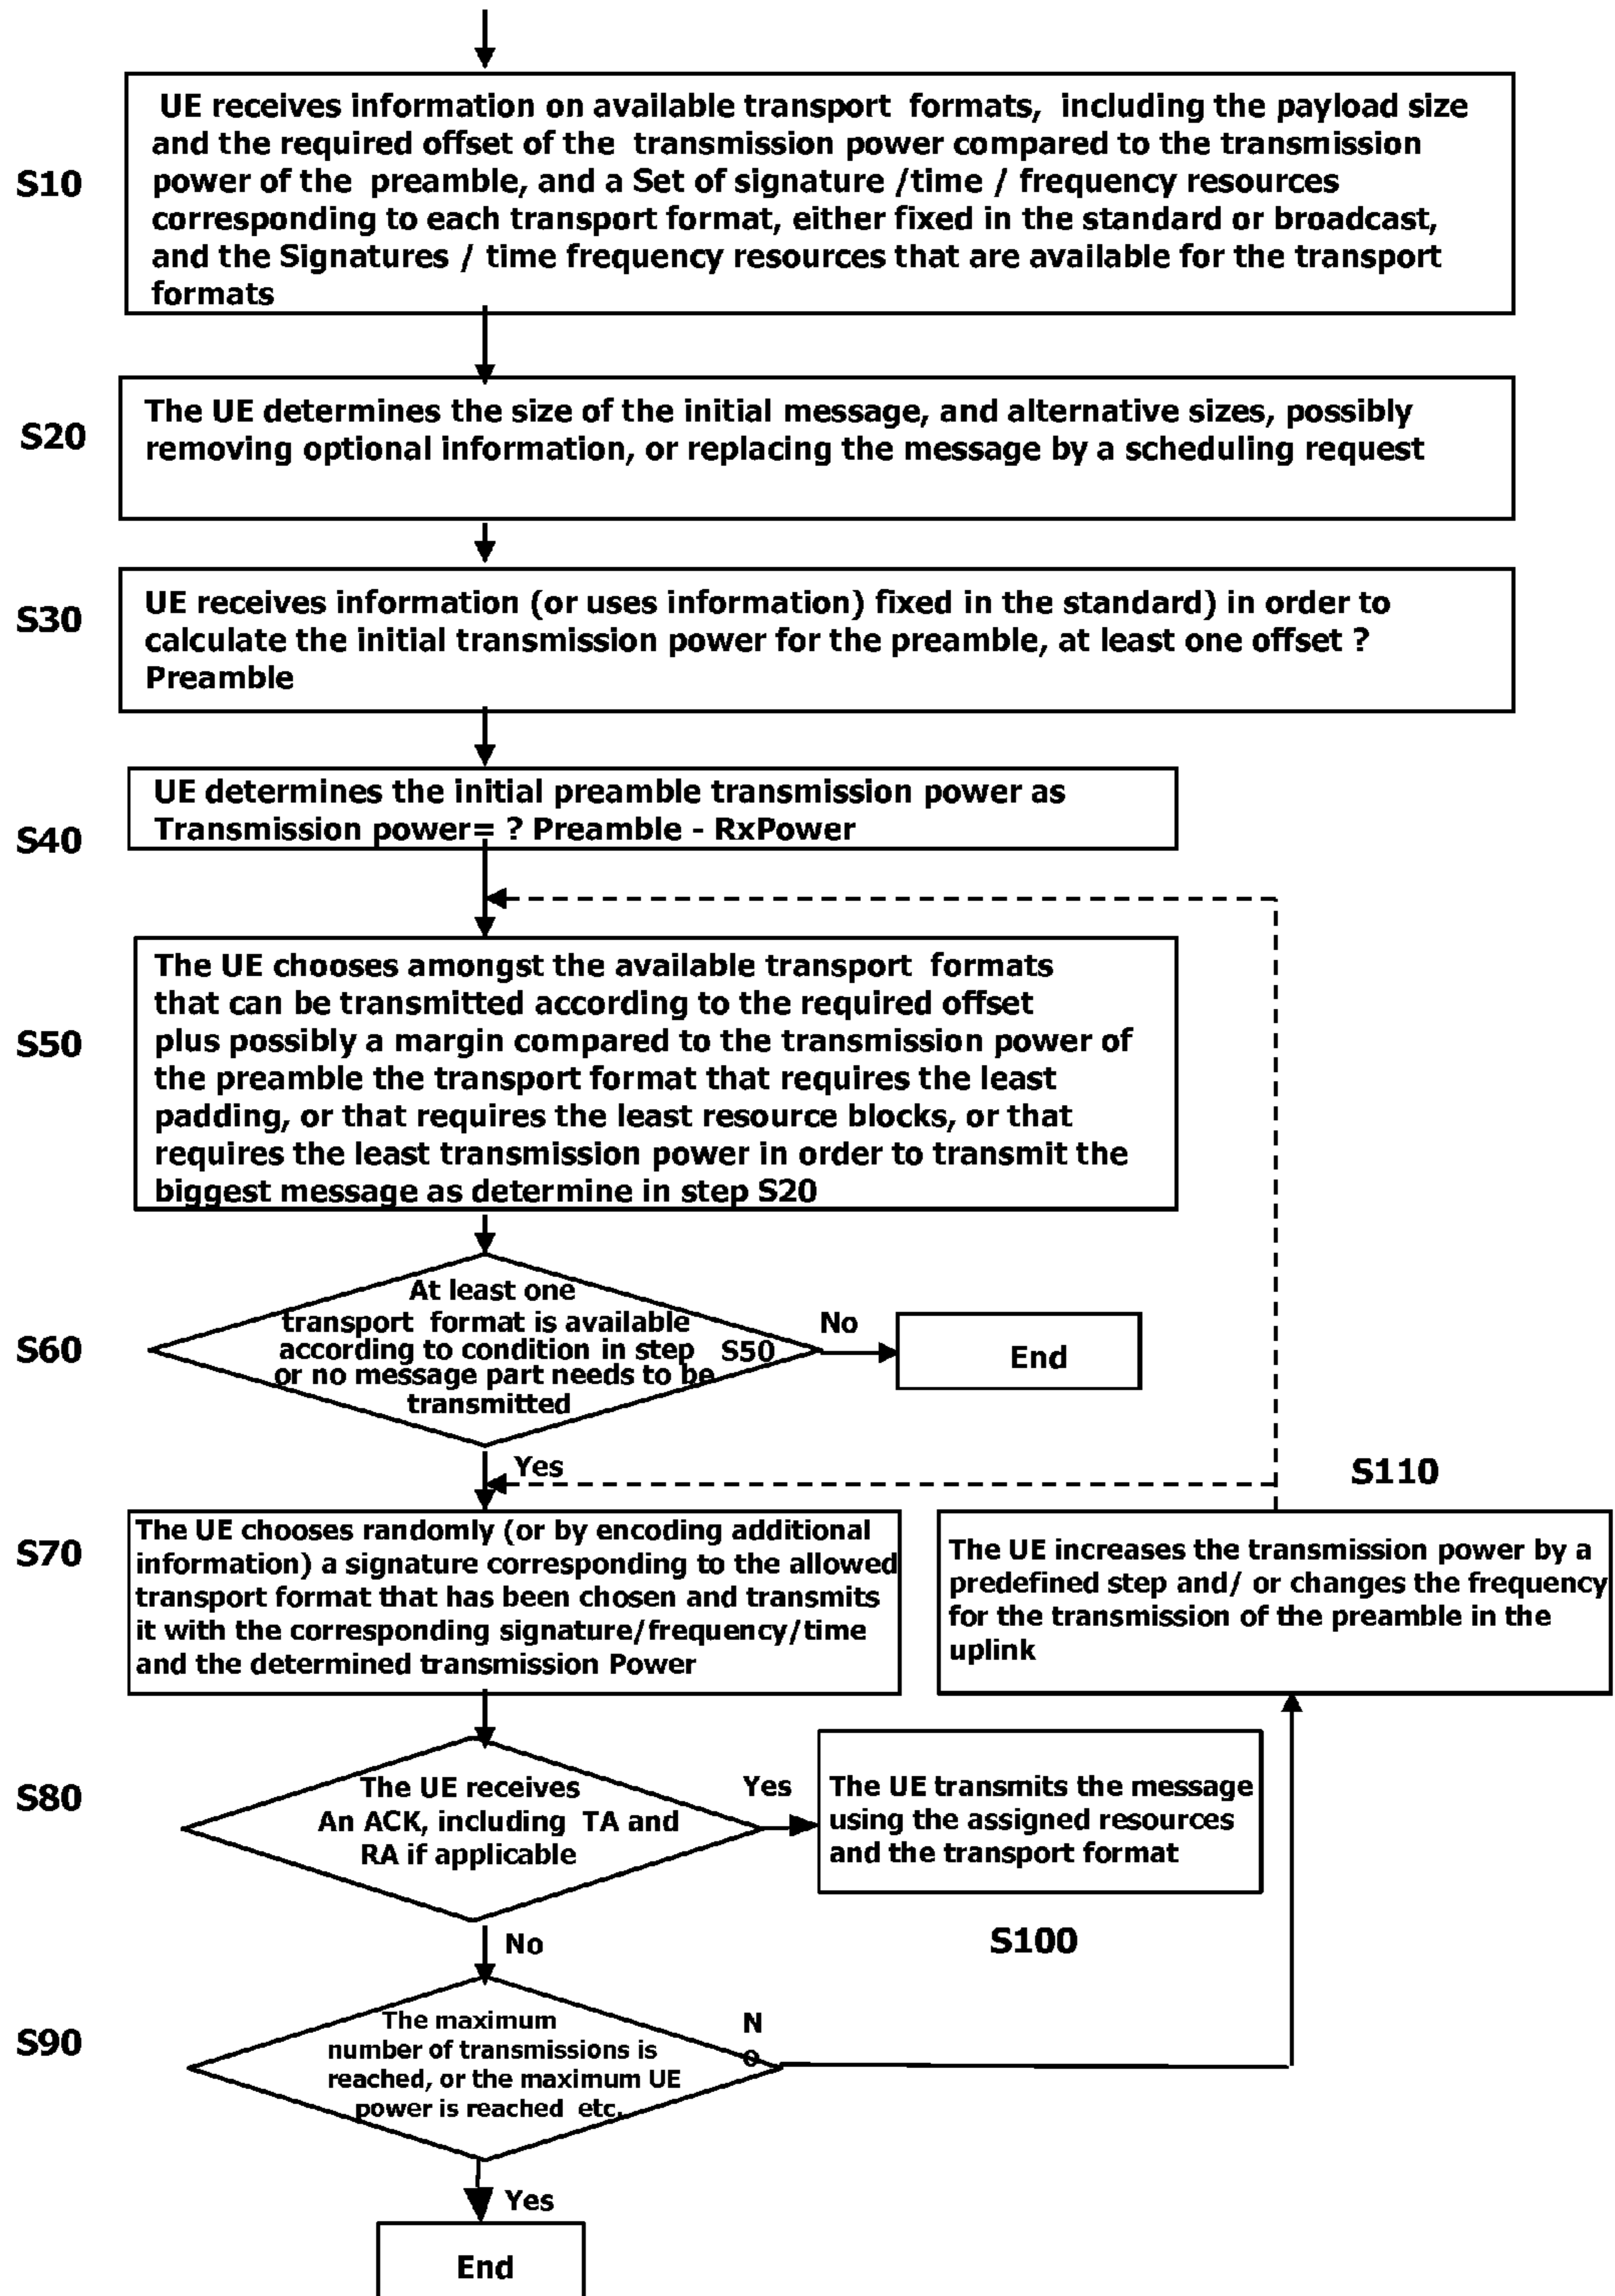 S10
UE receives information on available transport formats, including the payload size
and the required offset of the transmission power compared to the transmission
power of the preamble, and a Set of signature /time / frequency resources
corresponding to each transport format, either fixed in the standard or broadcast,
and the Signatures / time frequency resources that are available for the transport
formats
S20
The UE determines the size of the initial message, and alternative sizes, possibly
removing optional information, or replacing the message by a scheduling request
S30
UE receives information (or uses information) fixed in the standard) in order to
calculate the initial transmission power for the preamble, at least one offset ?
Preamble
S40
UE determines the initial preamble transmission power as
Transmission power= ? Preamble - RxPower
S50
The UE chooses amongst the available transport formats
that can be transmitted according to the required offset
plus possibly a margin compared to the transmission power of
the preamble the transport format that requires the least
padding, or that requires the least resource blocks, or that
requires the least transmission power in order to transmit the
biggest message as determine in step S20
S60
At least one
transport format is available
according to condition in step S50
or no message part needs to be
transmitted
No
End
Yes
S110
S70
The UE chooses randomly (or by encoding additional
information) a signature corresponding to the allowed
transport format that has been chosen and transmits
it with the corresponding signature/frequency/time
and the determined transmission Power
The UE increases the transmission power by a
predefined step and/ or changes the frequency
for the transmission of the preamble in the
uplink
S80
The UE receives
An ACK, including TA and
RA if applicable
Yes
The UE transmits the message
using the assigned resources
and the transport format
S100
No
S90
The maximum
number of transmissions is
reached, or the maximum UE
power is reached etc.
N
o
Yes
End